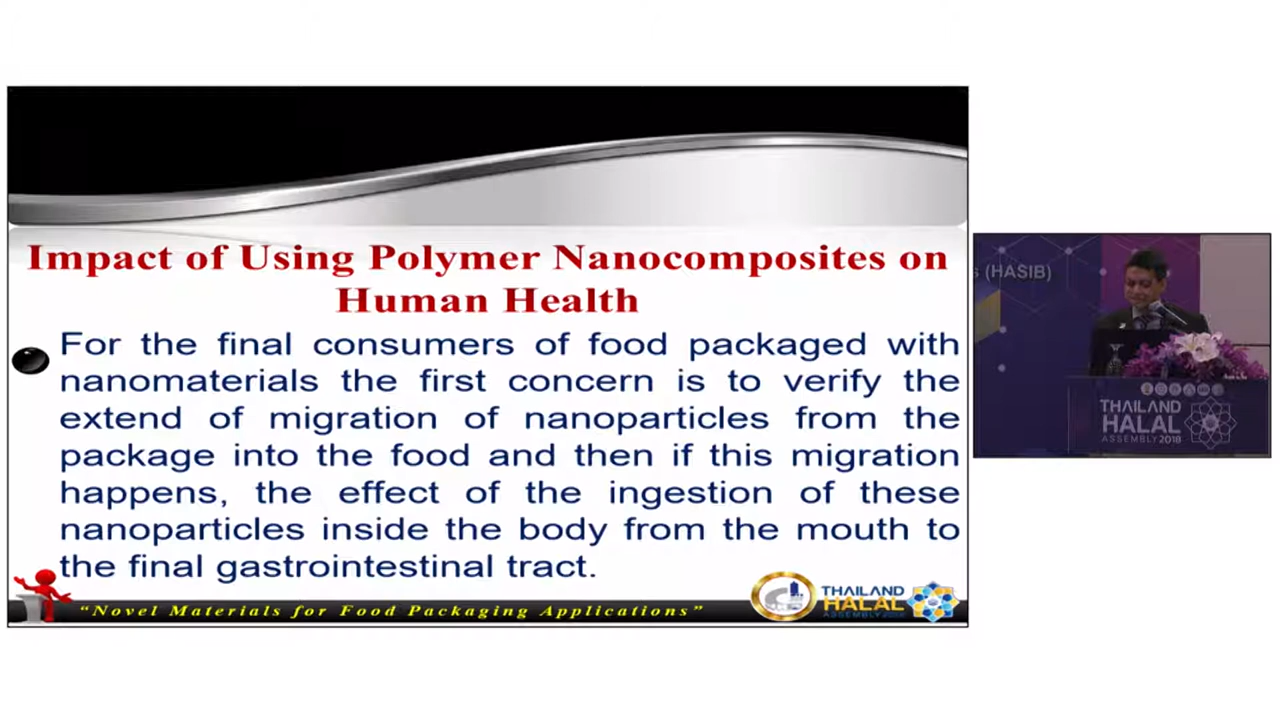 Impact of Using Polymer Nanocomposites on
Human Health
For the final consumers of food packaged with
nanomaterials the first concern is to verify the
extend of migration of nanoparticles from the
package into the food and then if this migration
happens, the effect of the ingestion of these
nanoparticles inside the body from the mouth to
the final gastrointestinal tract.
"Novel Materials for Food Packaging Applications"
THAILAND
HALAL
ASSEMBLY 2018
s (HASIB)
THAILAND
HALAL
ASSEMBLY 2018